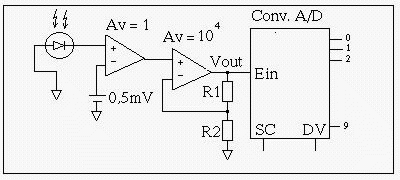 Conv. A/D
Av = 1
Av = 10⁴
0
1
2
Vout
Ein
+
−
+
−
0,5mV
R1
R2
SC
DV
9